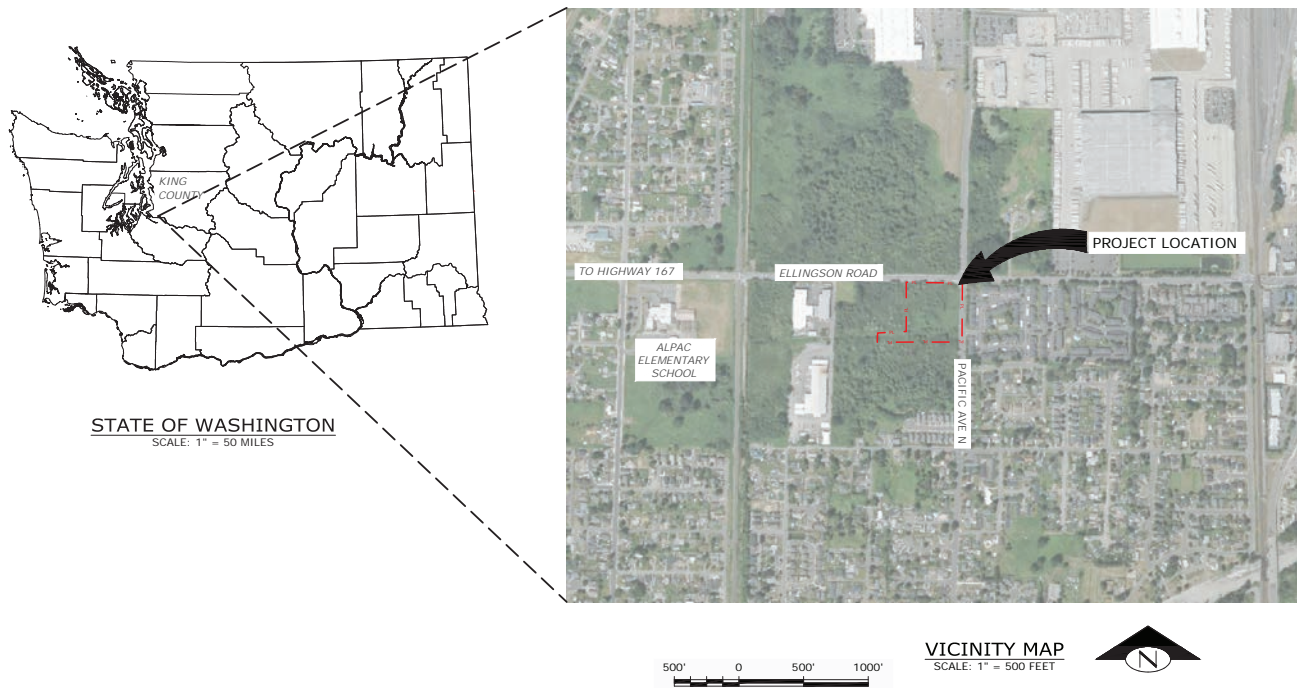 KING
COUNTY
STATE OF WASHINGTON
SCALE: 1" = 50 MILES
PROJECT LOCATION
TO HIGHWAY 167
ELLINGSON ROAD
ALPAC
ELEMENTARY
SCHOOL
PACIFIC AVE N
500' 0 500' 1000'
VICINITY MAP
SCALE: 1" = 500 FEET
N